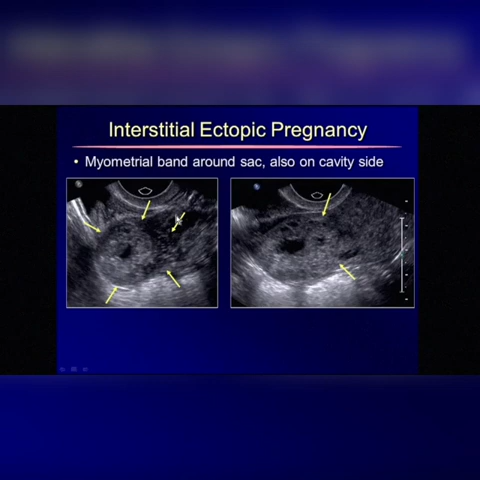 Interstitial Ectopic Pregnancy
• Myometrial band around sac, also on cavity side